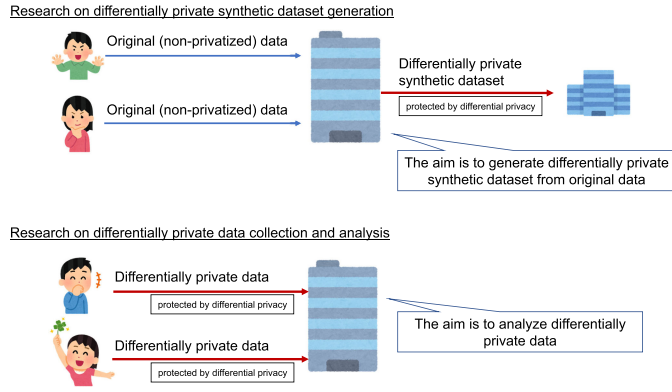 Research on differentially private synthetic dataset generation
Original (non-privatized) data
Differentially private
synthetic dataset
protected by differential privacy
Original (non-privatized) data
The aim is to generate differentially private
synthetic dataset from original data
Research on differentially private data collection and analysis
Differentially private data
protected by differential privacy
The aim is to analyze differentially
private data
Differentially private data
protected by differential privacy